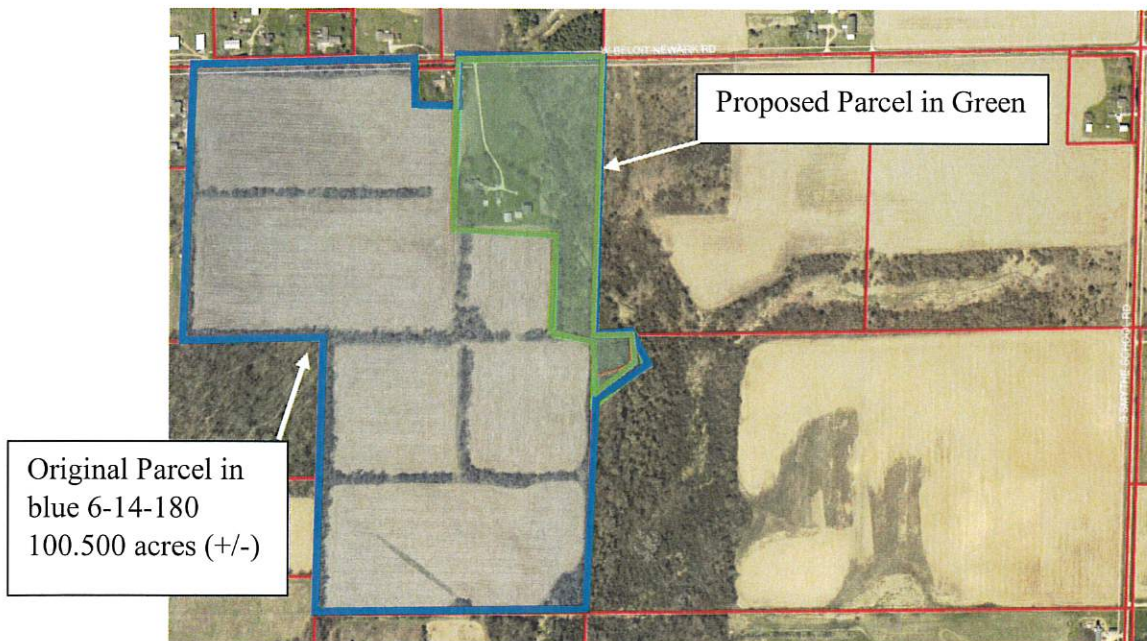 W BELOIT NEWARK RD
Proposed Parcel in Green
Original Parcel in
blue 6-14-180
100.500 acres (+/-)